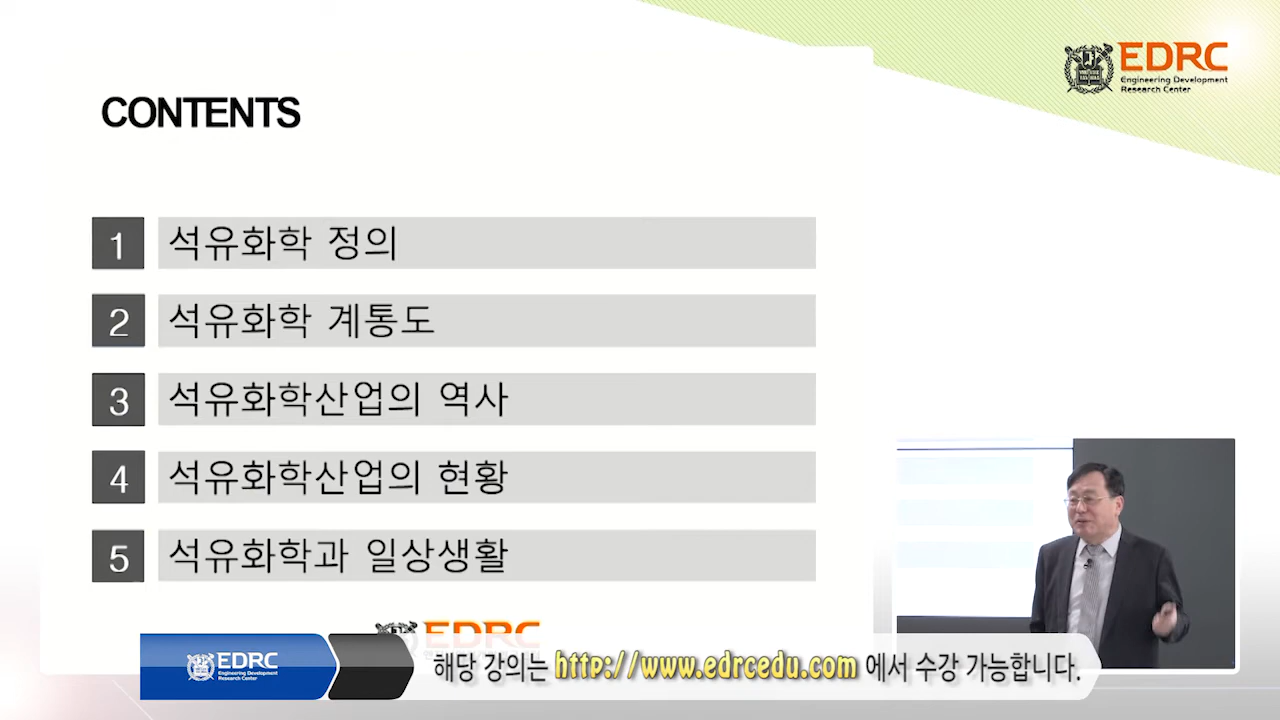 EDRC
Engineering Development
Research Center
CONTENTS
1 석유화학 정의
2 석유화학 계통도
3 석유화학산업의 역사
4 석유화학산업의 현황
5 석유화학과 일상생활
EDRC
EDRC
Engineering Development
Research Center
해당 강의는 http://www.edrcedu.com 에서 수강 가능합니다.